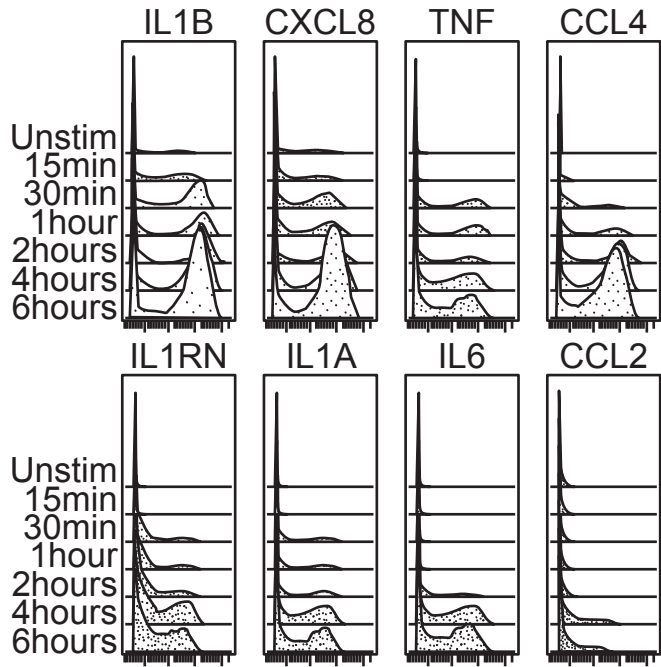 IL1B CXCL8 TNF CCL4
Unstim
15min
30min
1hour
2hours
4hours
6hours
IL1RN IL1A IL6 CCL2
Unstim
15min
30min
1hour
2hours
4hours
6hours